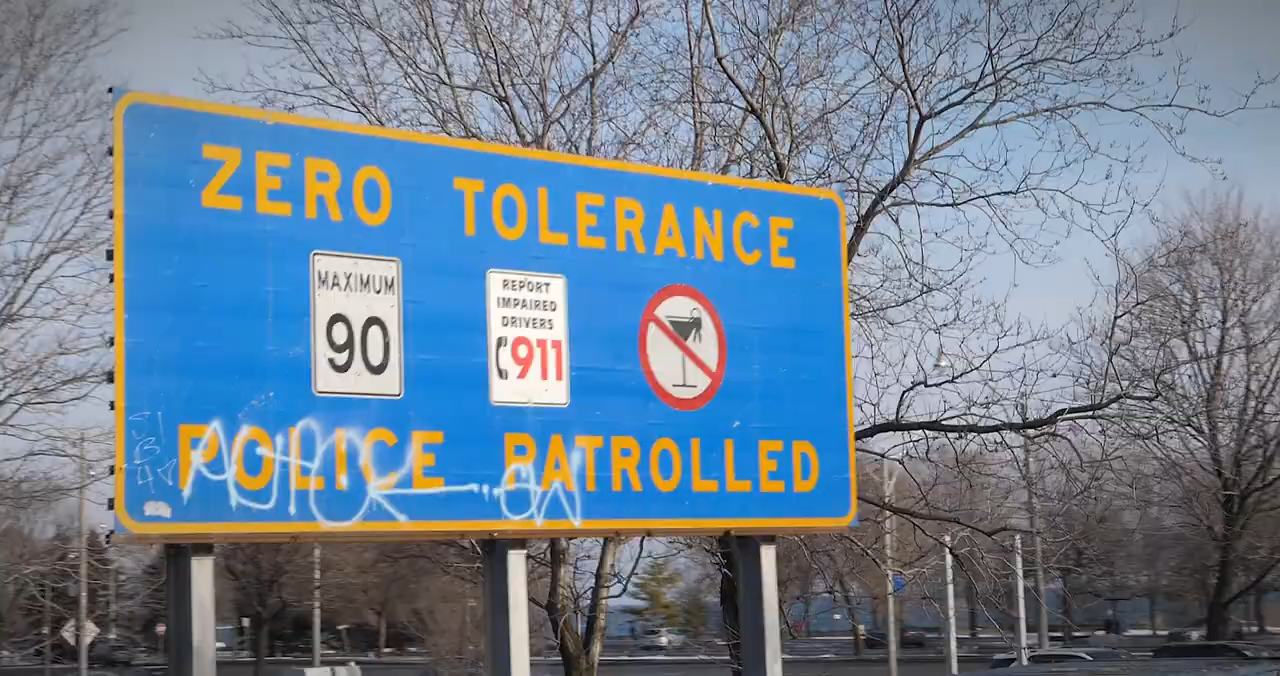 ZERO TOLERANCE
MAXIMUM
90
REPORT
IMPAIRED
DRIVERS
911
POLICE PATROLLED